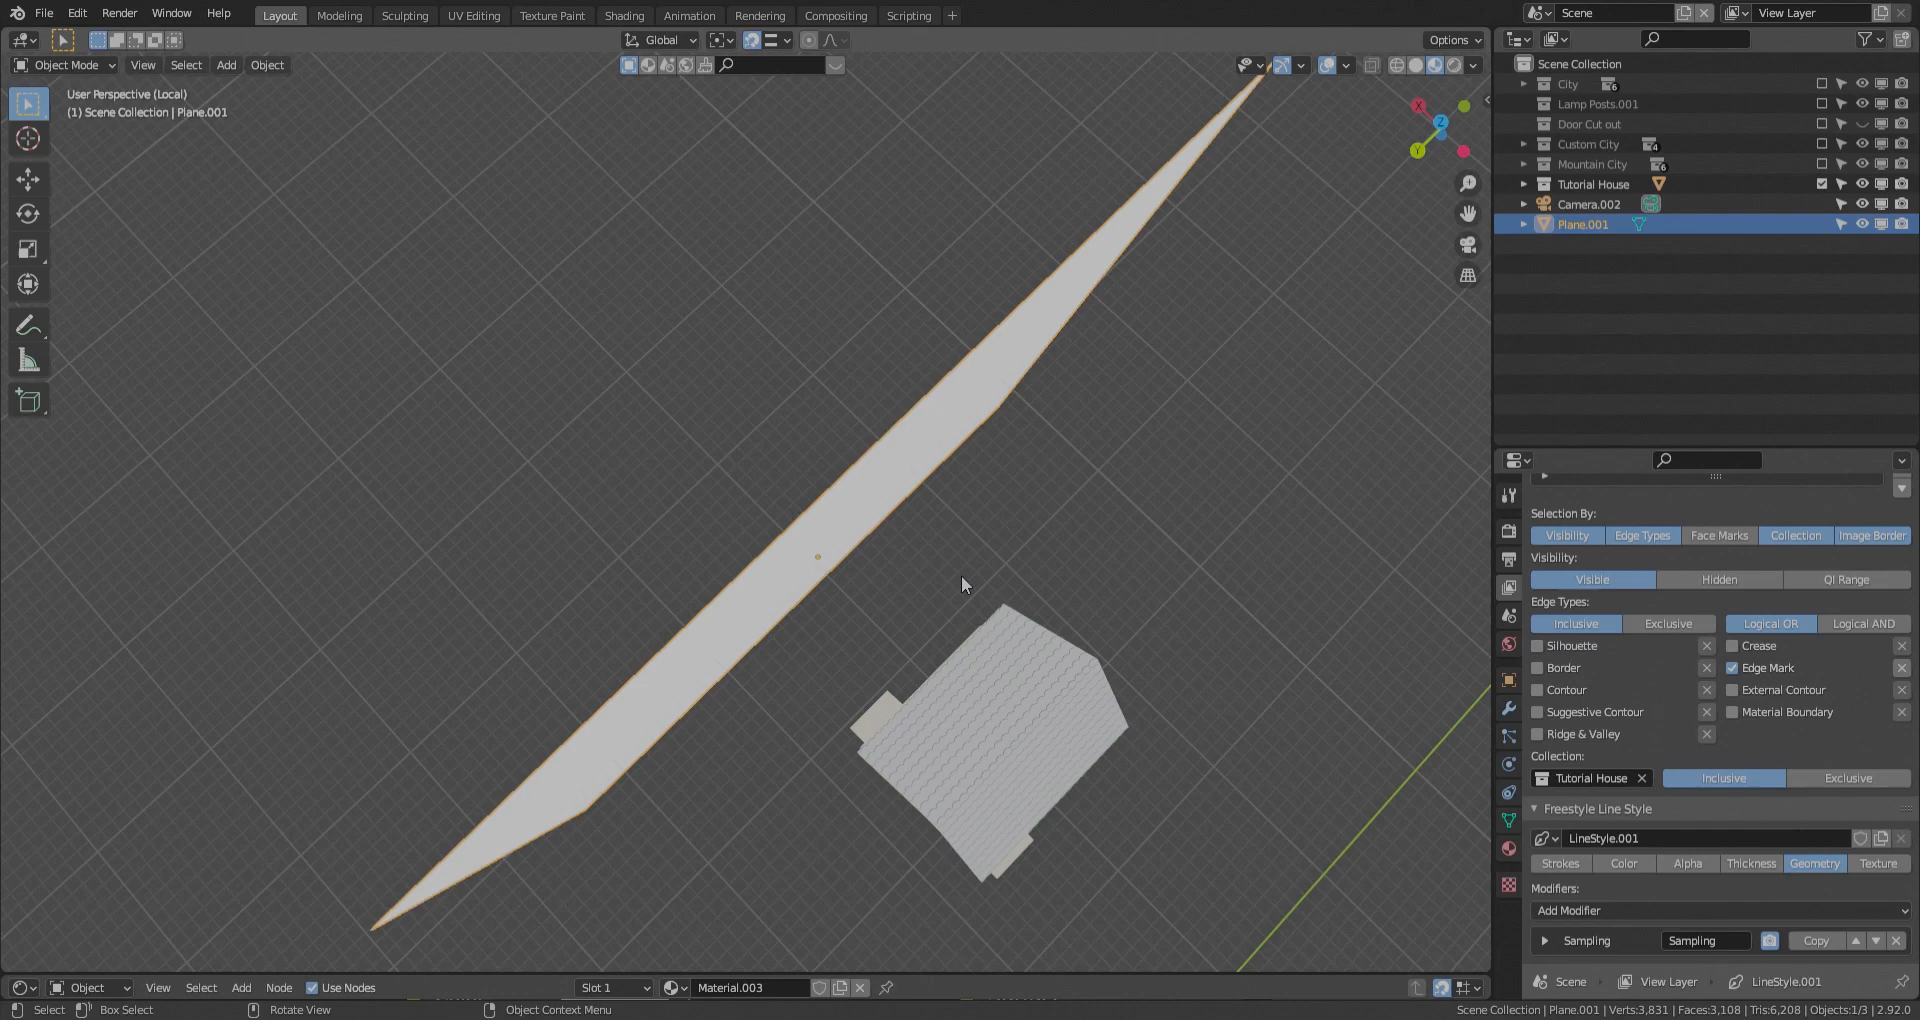 File Edit Render Window Help Layout Modeling Sculpting UV Editing Texture Paint Shading Animation Rendering Compositing Scripting + Scene View Layer
Global Options
Object Mode View Select Add Object
User Perspective (Local)
(1) Scene Collection | Plane.001
X
Z
Y
Scene Collection
City 6
Lamp Posts.001
Door Cut out
Custom City 4
Mountain City 6
Tutorial House
Camera.002
Plane.001
Selection By:
Visibility Edge Types Face Marks Collection Image Border
Visibility:
Visible Hidden QI Range
Edge Types:
Inclusive Exclusive Logical OR Logical AND
Silhouette Crease
Border Edge Mark
Contour External Contour
Suggestive Contour Material Boundary
Ridge & Valley
Collection:
Tutorial House Inclusive Exclusive
Freestyle Line Style
LineStyle.001
Strokes Color Alpha Thickness Geometry Texture
Modifiers:
Add Modifier
Sampling Sampling Copy
Scene View Layer LineStyle.001
Object View Select Add Node Use Nodes Slot 1 Material.003
Select Box Select Rotate View Object Context Menu
Scene Collection | Plane.001 | Verts:3,831 | Faces:3,108 | Tris:6,208 | Objects:1/3 | 2.92.0